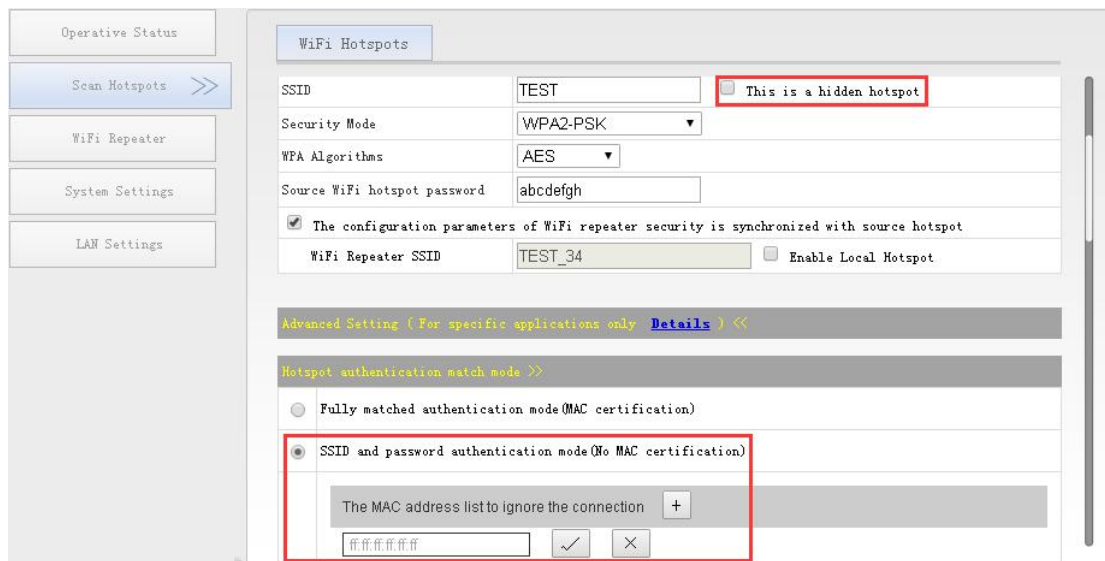 Operative Status
Scan Hotspots >>
WiFi Repeater
System Settings
LAN Settings
WiFi Hotspots
SSID TEST This is a hidden hotspot
Security Mode WPA2-PSK
WPA Algorithms AES
Source WiFi hotspot password abcdefgh
The configuration parameters of WiFi repeater security is synchronized with source hotspot
WiFi Repeater SSID TEST_34 Enable Local Hotspot
Advanced Setting ( For specific applications only Details ) <<
Hotspot authentication match mode >>
Fully matched authentication mode(MAC certification)
SSID and password authentication mode(No MAC certification)
The MAC address list to ignore the connection +
ff:ff:ff:ff:ff:ff